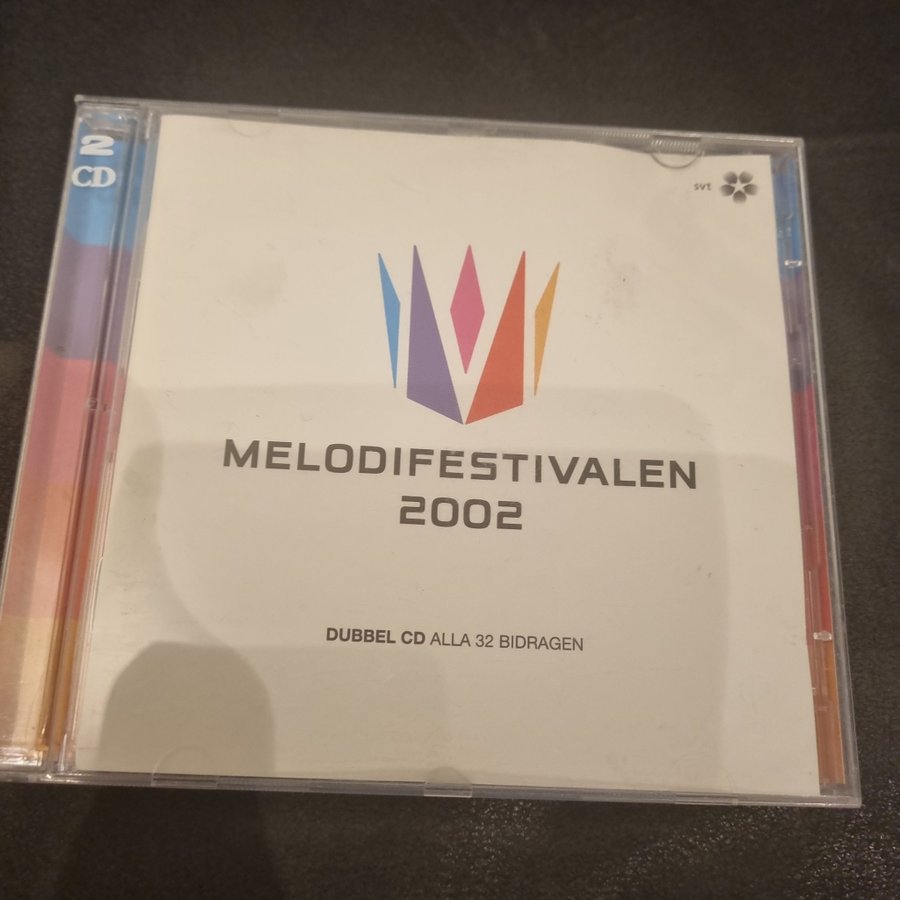 2
CD
svt
MELODIFESTIVALEN
2002
DUBBEL CD ALLA 32 BIDRAGEN